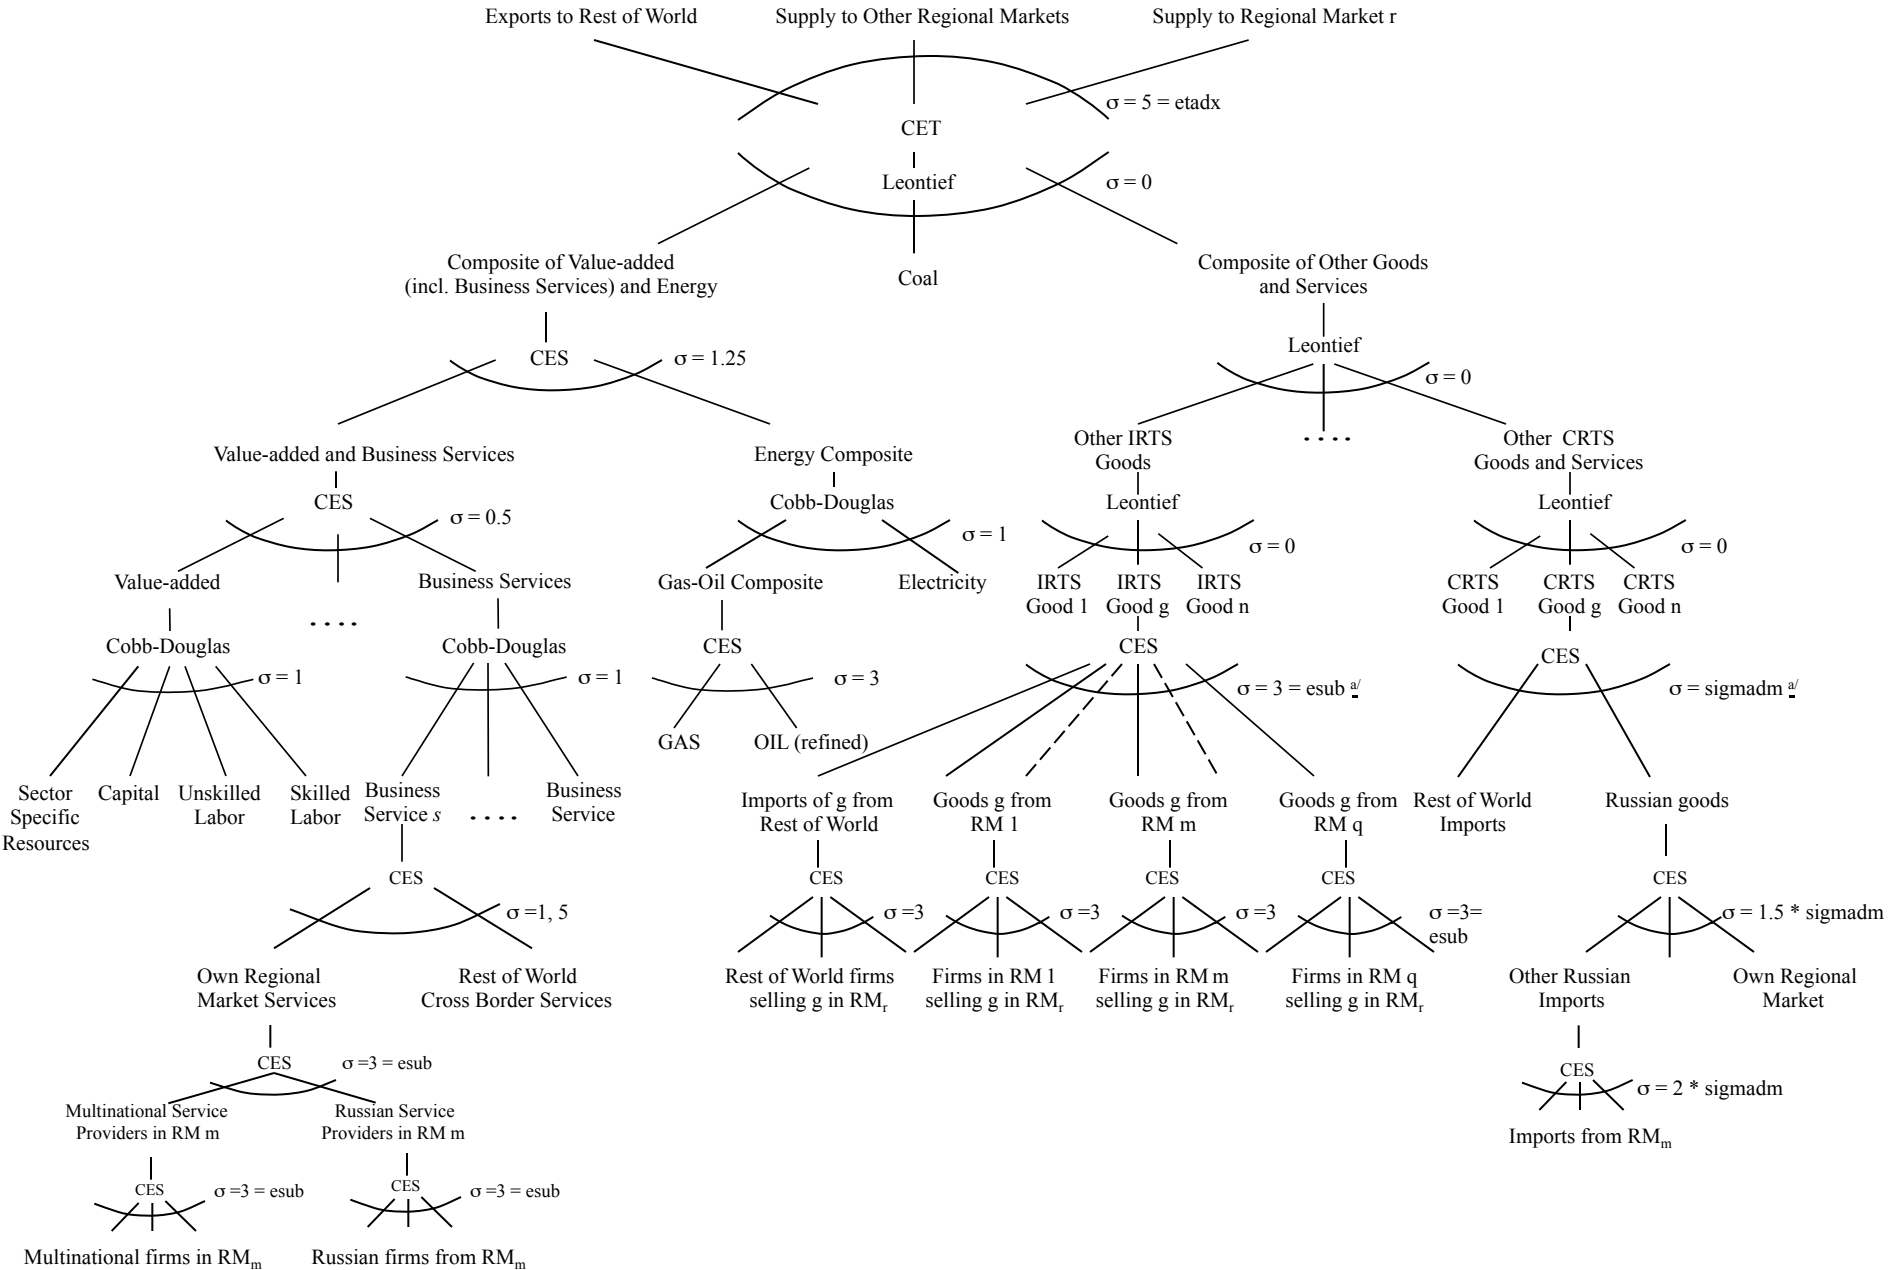 Exports to Rest of World
Supply to Other Regional Markets
Supply to Regional Market r
σ = 5 = etadx
CET
Leontief
σ = 0
Composite of Value-added
(incl. Business Services) and Energy
Coal
Composite of Other Goods
and Services
CES
σ = 1.25
Leontief
σ = 0
Value-added and Business Services
Energy Composite
Other IRTS
Goods
. . . .
Other CRTS
Goods and Services
CES
σ = 0.5
Cobb-Douglas
σ = 1
Leontief
σ = 0
Leontief
σ = 0
Value-added
. . . .
Business Services
Gas-Oil Composite
Electricity
IRTS
Good 1
IRTS
Good g
IRTS
Good n
CRTS
Good 1
CRTS
Good g
CRTS
Good n
Cobb-Douglas
σ = 1
Cobb-Douglas
σ = 1
CES
σ = 3
CES
σ = 3 = esub a/
CES
σ = sigmadm a/
GAS
OIL (refined)
Sector
Specific
Resources
Capital
Unskilled
Labor
Skilled
Labor
Business
Service s
. . . .
Business
Service
Imports of g from
Rest of World
Goods g from
RM 1
Goods g from
RM m
Goods g from
RM q
Rest of World
Imports
Russian goods
CES
σ =1, 5
CES
σ =3
CES
σ =3
CES
σ =3
CES
σ =3=
esub
CES
σ = 1.5 * sigmadm
Own Regional
Market Services
Rest of World
Cross Border Services
Rest of World firms
selling g in RMr
Firms in RM 1
selling g in RMr
Firms in RM m
selling g in RMr
Firms in RM q
selling g in RMr
Other Russian
Imports
Own Regional
Market
CES
σ =3 = esub
CES
σ = 2 * sigmadm
Multinational Service
Providers in RM m
Russian Service
Providers in RM m
Imports from RMm
CES
σ =3 = esub
CES
σ =3 = esub
Multinational firms in RMm
Russian firms from RMm